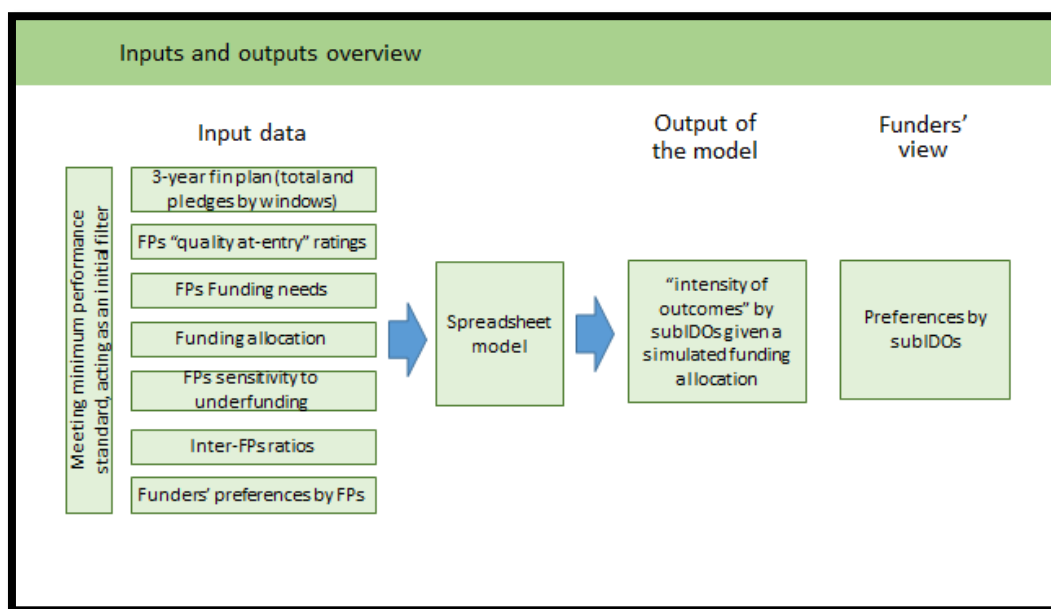 Inputs and outputs overview
Input data
Output of
the model
Funders’
view
Meeting minimum performance
standard, acting as an initial filter
3-year fin plan (total and
pledges by windows)
FPs “quality at-entry” ratings
FPs Funding needs
Funding allocation
FPs sensitivity to
underfunding
Inter-FPs ratios
Funders’ preferences by FPs
Spreadsheet
model
“intensity of
outcomes” by
subIDOs given a
simulated funding
allocation
Preferences by
subIDOs